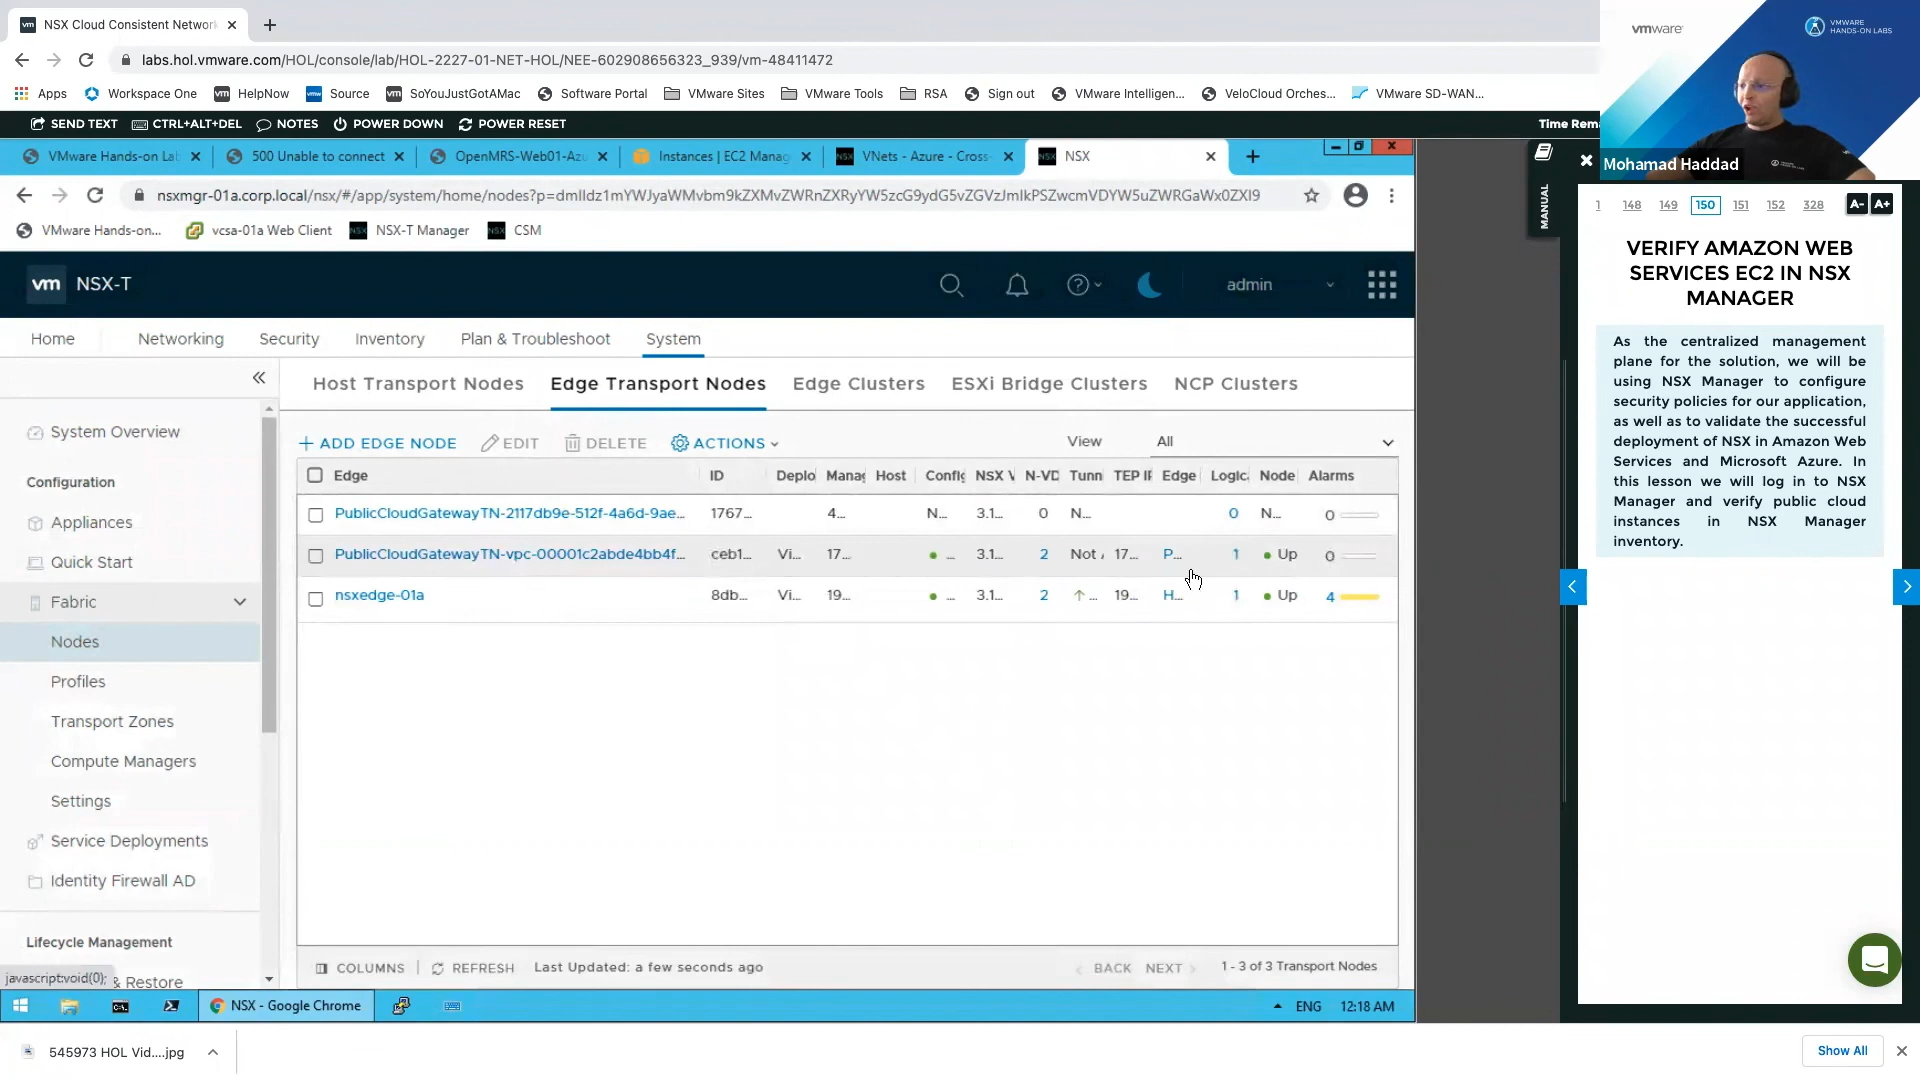 NSX Cloud Consistent Network
labs.hol.vmware.com/HOL/console/lab/HOL-2227-01-NET-HOL/NEE-602908656323_939/vm-48411472
Apps Workspace One HelpNow Source SoYouJustGotAMac Software Portal VMware Sites VMware Tools RSA Sign out VMware Intelligen... VeloCloud Orches... VMware SD-WAN...
SEND TEXT CTRL+ALT+DEL NOTES POWER DOWN POWER RESET Time Rema
vmware
VMWARE
HANDS-ON LABS
Mohamad Haddad
VMware Hands-on Lab 500 Unable to connect OpenMRS-Web01-Azu Instances | EC2 Manag VNets - Azure - Cross- NSX
nsxmgr-01a.corp.local/nsx/#/app/system/home/nodes?p=dmlldz1mYWJyaWMvbm9kZXMvZWRnZXRyYW5zcG9ydG5vZGVzJmlkPSZwcmVDYW5uZWRGaWx0ZXI9
VMware Hands-on... vcsa-01a Web Client NSX-T Manager CSM
vm NSX-T admin
Home Networking Security Inventory Plan & Troubleshoot System
Host Transport Nodes Edge Transport Nodes Edge Clusters ESXi Bridge Clusters NCP Clusters
System Overview
Configuration
Appliances
Quick Start
Fabric
Nodes
Profiles
Transport Zones
Compute Managers
Settings
Service Deployments
Identity Firewall AD
Lifecycle Management
& Restore
javascript:void(0);
+ ADD EDGE NODE EDIT DELETE ACTIONS View All
Edge ID Deplo Manag Host Config NSX V N-VD Tunn TEP IP Edge Logic Node Alarms
PublicCloudGatewayTN-2117db9e-512f-4a6d-9ae... 1767... 4... N... 3.1... 0 N... 0 N... 0
PublicCloudGatewayTN-vpc-00001c2abde4bb4f... ceb1... Vi... 17... ... 3.1... 2 Not 17... P... 1 Up 0
nsxedge-01a 8db... Vi... 19... ... 3.1... 2 ... 19... H... 1 Up 4
COLUMNS REFRESH Last Updated: a few seconds ago BACK NEXT 1 - 3 of 3 Transport Nodes
NSX - Google Chrome ENG 12:18 AM
MANUAL
1 148 149 150 151 152 328 A- A+
VERIFY AMAZON WEB
SERVICES EC2 IN NSX
MANAGER
As the centralized management
plane for the solution, we will be
using NSX Manager to configure
security policies for our application,
as well as to validate the successful
deployment of NSX in Amazon Web
Services and Microsoft Azure. In
this lesson we will log in to NSX
Manager and verify public cloud
instances in NSX Manager
inventory.
545973 HOL Vid....jpg
Show All